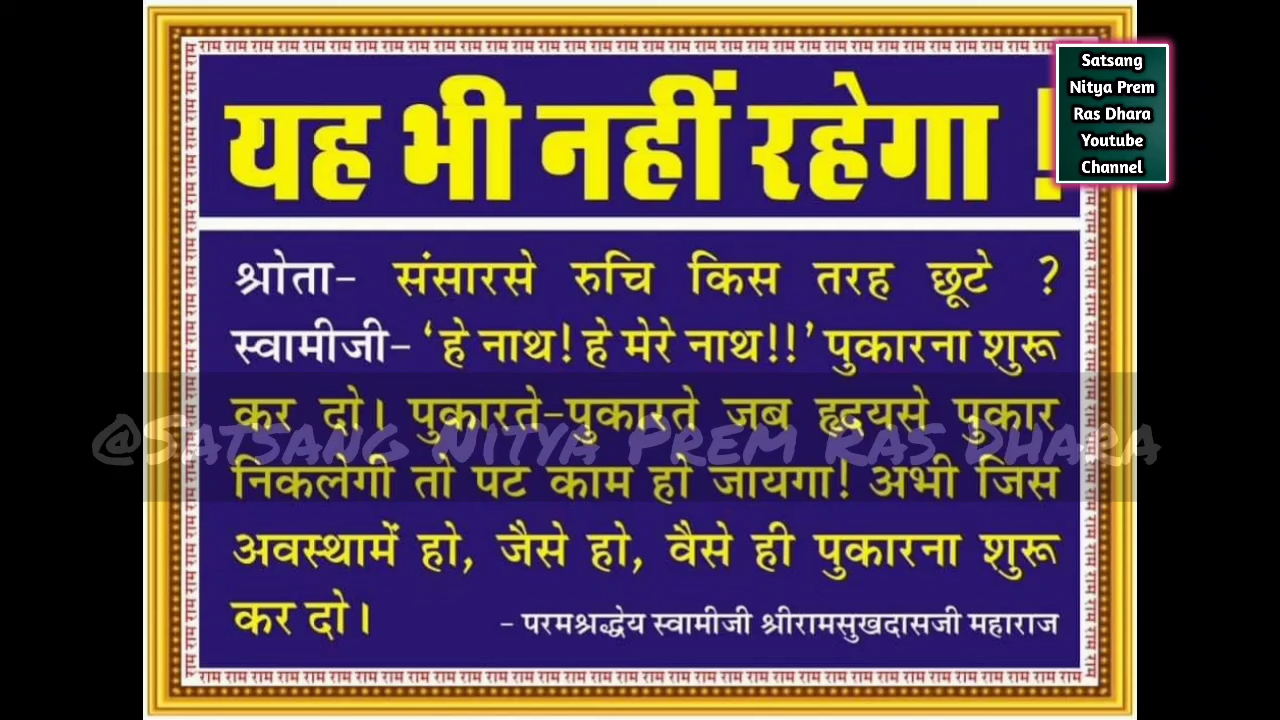 राम राम राम राम राम राम राम राम राम राम राम राम राम राम राम राम राम राम राम राम राम राम राम राम राम राम राम राम राम राम राम राम
Satsang
Nitya Prem
Ras Dhara
Youtube
Channel
यह भी नहीं रहेगा !
श्रोता– संसारसे रुचि किस तरह छूटे ?
स्वामीजी– ‘हे नाथ! हे मेरे नाथ!!’ पुकारना शुरू
कर दो। पुकारते-पुकारते जब हृदयसे पुकार
@Satsang Nitya Prem Ras Dhara
निकलेगी तो पट काम हो जायगा! अभी जिस
अवस्थामें हो, जैसे हो, वैसे ही पुकारना शुरू
कर दो।
– परमश्रद्धेय स्वामीजी श्रीरामसुखदासजी महाराज
राम राम राम राम राम राम राम राम राम राम राम राम राम राम राम राम राम राम राम राम राम राम राम राम राम राम राम राम राम राम राम राम राम राम